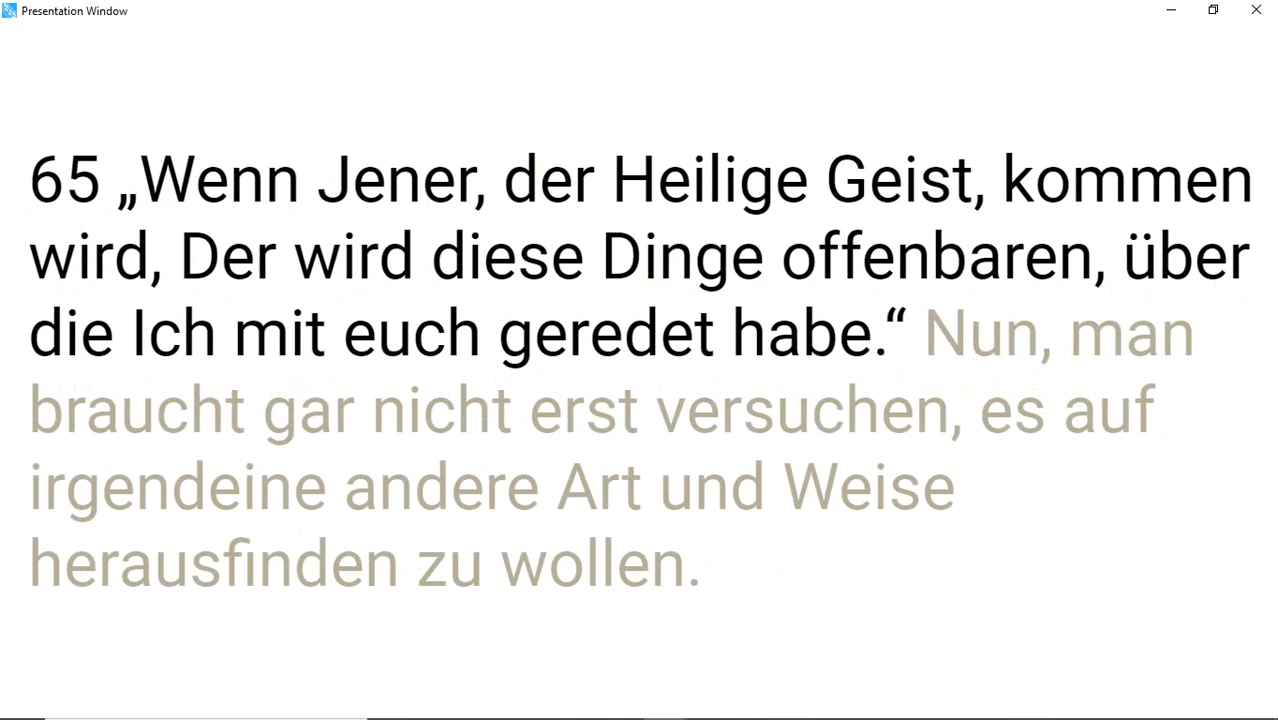 Presentation Window
65 „Wenn Jener, der Heilige Geist, kommen
wird, Der wird diese Dinge offenbaren, über
die Ich mit euch geredet habe.“ Nun, man
braucht gar nicht erst versuchen, es auf
irgendeine andere Art und Weise
herausfinden zu wollen.